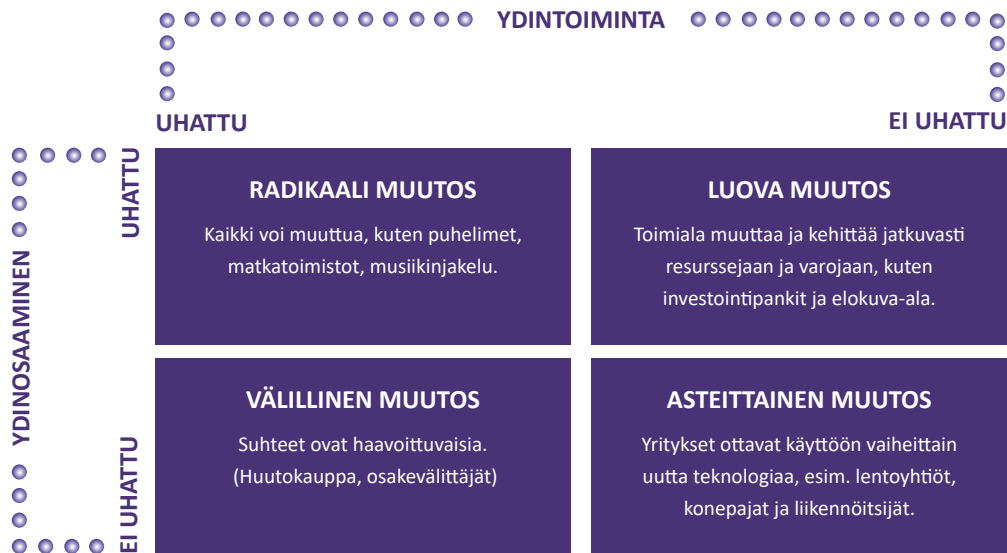 YDINTOIMINTA
UHATTU
EI UHATTU
YDINOSAAMINEN
UHATTU
RADIKAALI MUUTOS
Kaikki voi muuttua, kuten puhelimet,
matkatoimistot, musiikinjakelu.
LUOVA MUUTOS
Toimiala muuttaa ja kehittää jatkuvasti
resurssejaan ja varojaan, kuten
investointipankit ja elokuva-ala.
EI UHATTU
VÄLILLINEN MUUTOS
Suhteet ovat haavoittuvaisia.
(Huutokauppa, osakevälittäjät)
ASTEITTAINEN MUUTOS
Yritykset ottavat käyttöön vaiheittain
uutta teknologiaa, esim. lentoyhtiöt,
konepajat ja liikennöitsijät.